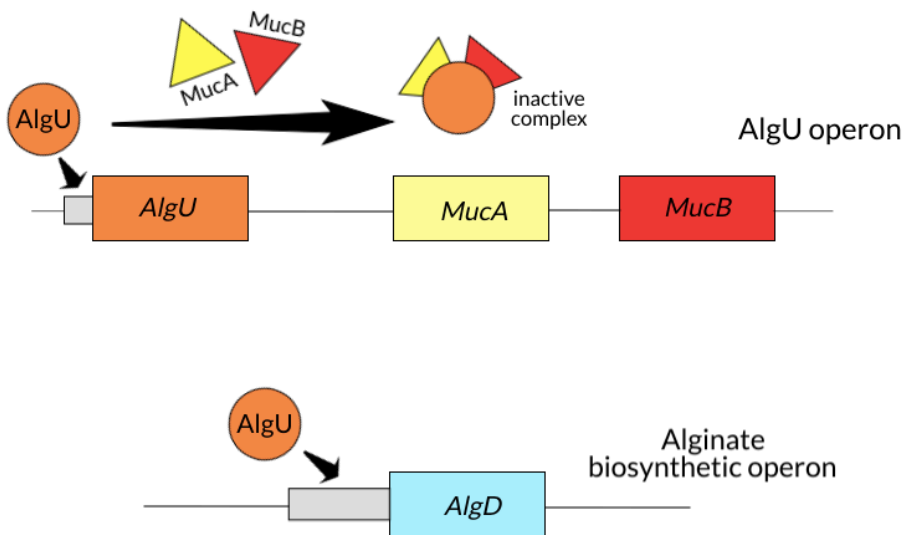 MucB
MucA
AlgU
inactive
complex
AlgU operon
AlgU
MucA
MucB
AlgU
Alginate
biosynthetic operon
AlgD